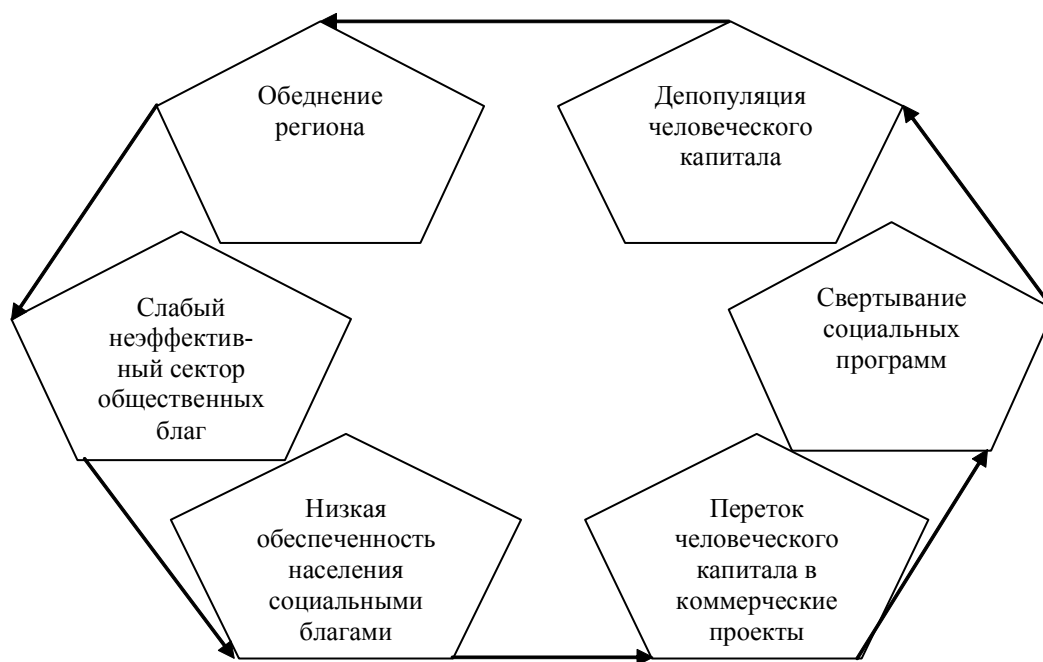 Обеднение
региона
Депопуляция
человеческого
капитала
Слабый
неэффектив-
ный сектор
общественных
благ
Свертывание
социальных
программ
Низкая
обеспеченность
населения
социальными
благами
Переток
человеческого
капитала в
коммерческие
проекты